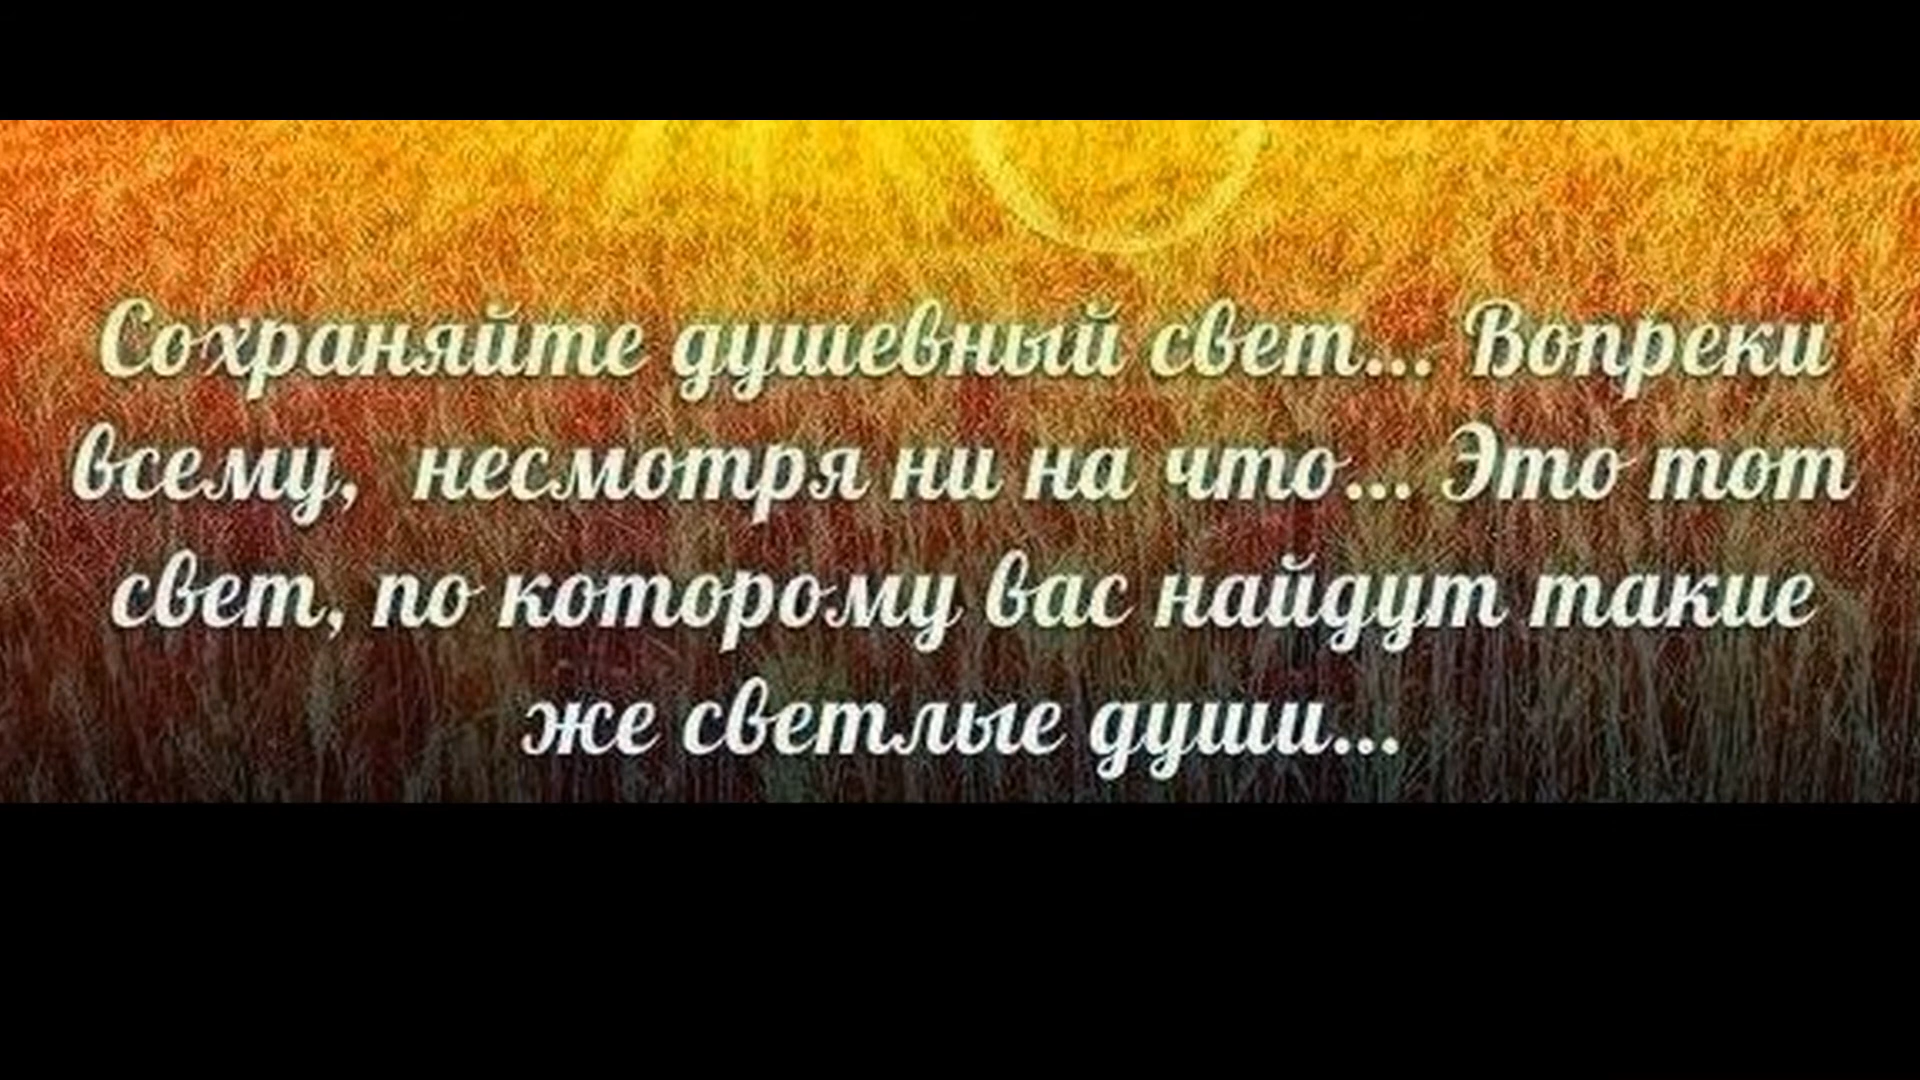 Сохраняйте душевный свет... Вопреки
всему, несмотря ни на что... Это тот
свет, по которому вас найдут такие
же светлые души...